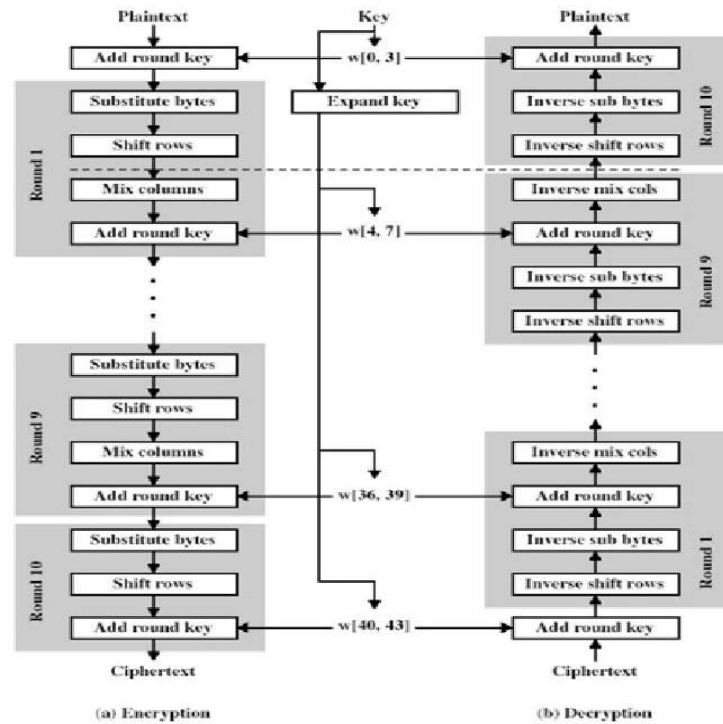 Plaintext
Add round key
Round 1
Substitute bytes
Shift rows
Mix columns
Add round key
Round 9
Substitute bytes
Shift rows
Mix columns
Add round key
Round 10
Substitute bytes
Shift rows
Add round key
Ciphertext
(a) Encryption
Key
w[0, 3]
Expand key
w[4, 7]
w[36, 39]
w[40, 43]
Plaintext
Add round key
Inverse sub bytes
Inverse shift rows
Round 10
Inverse mix cols
Add round key
Inverse sub bytes
Inverse shift rows
Round 9
Inverse mix cols
Add round key
Inverse sub bytes
Inverse shift rows
Round 1
Add round key
Ciphertext
(b) Decryption